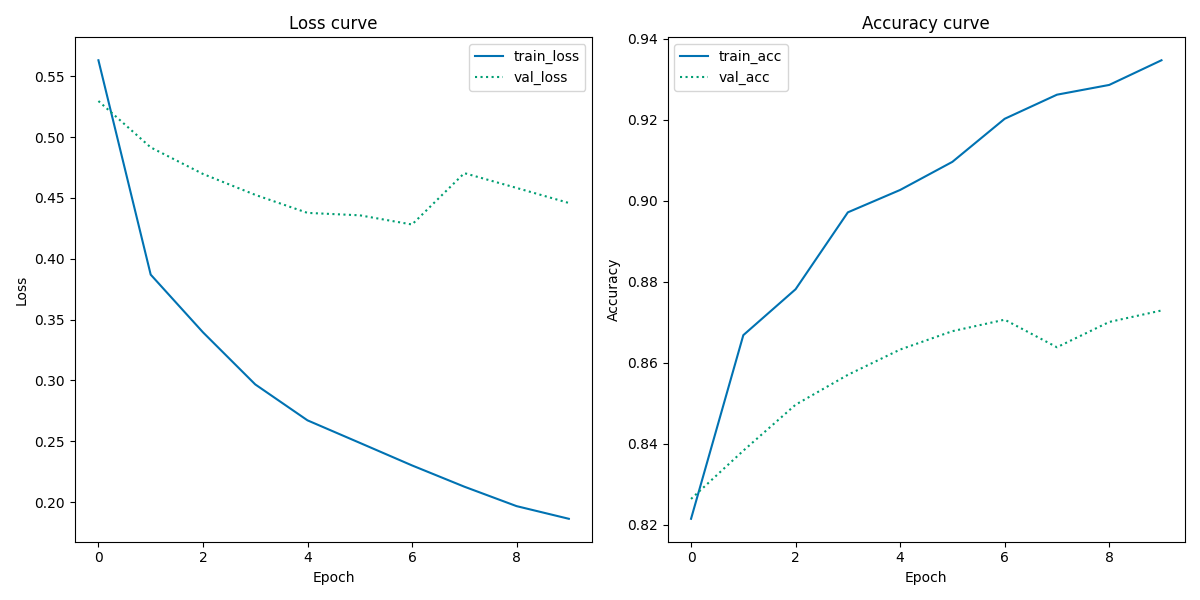 Loss curve
train_loss
val_loss
0.55
0.50
0.45
0.40
0.35
0.30
0.25
0.20
Loss
0 2 4 6 8
Epoch
Accuracy curve
train_acc
val_acc
0.94
0.92
0.90
0.88
0.86
0.84
0.82
Accuracy
0 2 4 6 8
Epoch